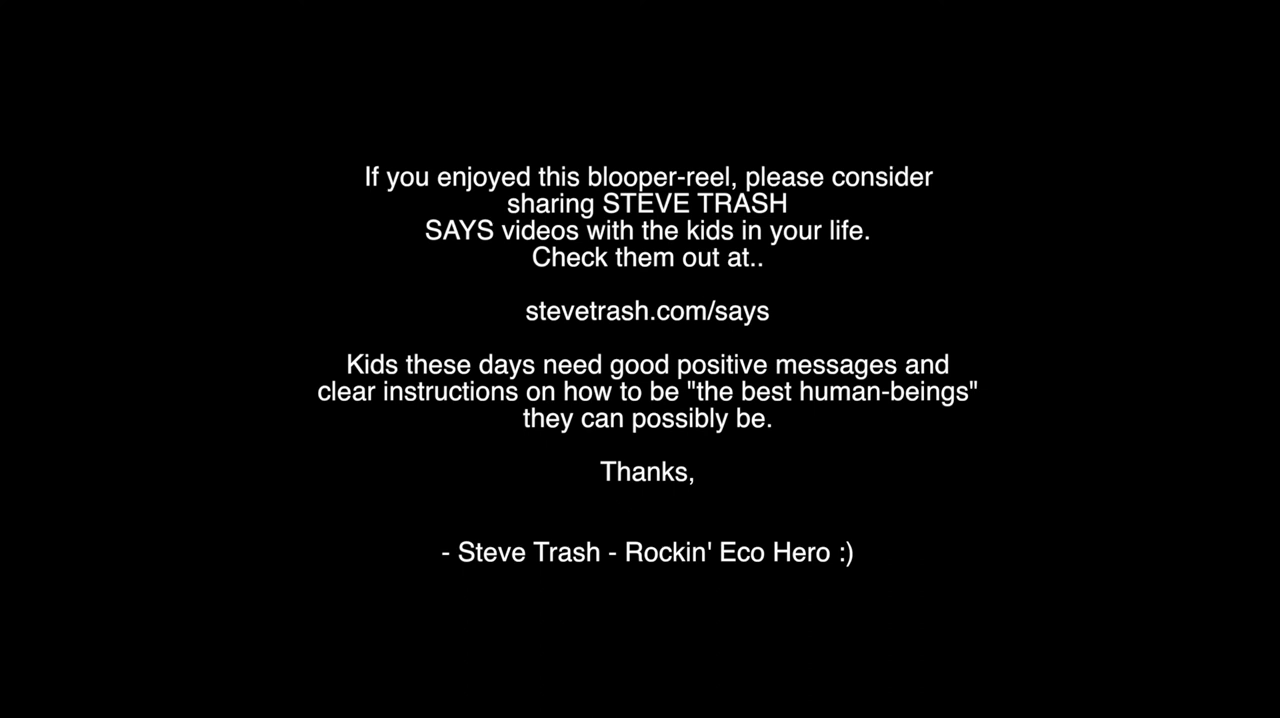 If you enjoyed this blooper-reel, please consider
sharing STEVE TRASH
SAYS videos with the kids in your life.
Check them out at..
stevetrash.com/says
Kids these days need good positive messages and
clear instructions on how to be "the best human-beings"
they can possibly be.
Thanks,
- Steve Trash - Rockin' Eco Hero :)